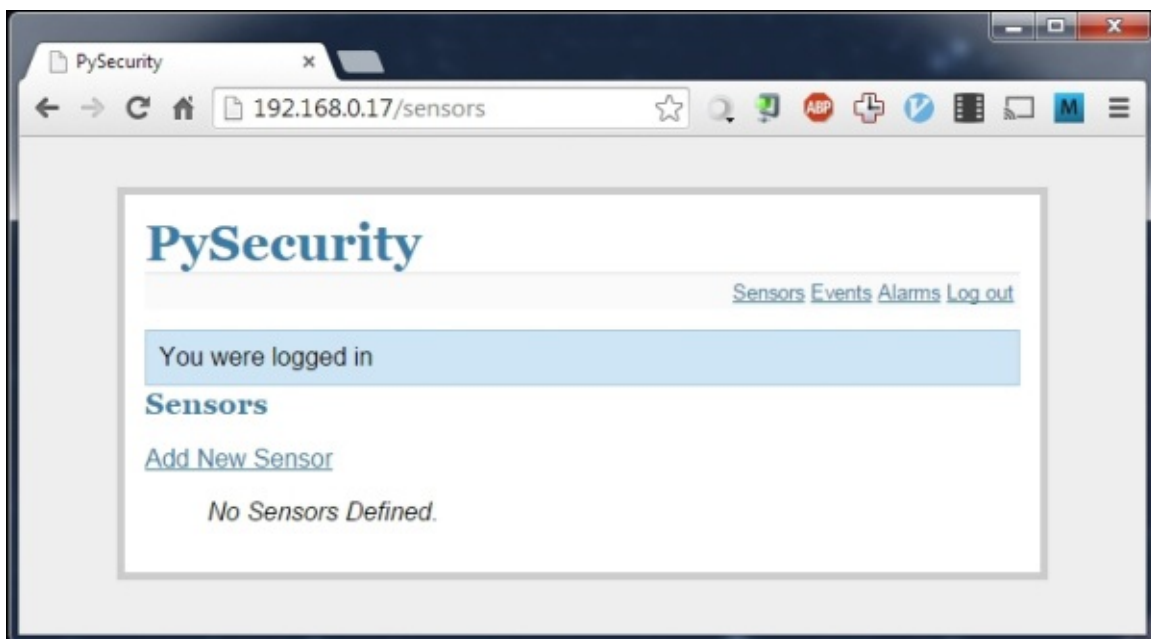 PySecurity
192.168.0.17/sensors
ABP
M
PySecurity
Sensors Events Alarms Log out
You were logged in
Sensors
Add New Sensor
No Sensors Defined.